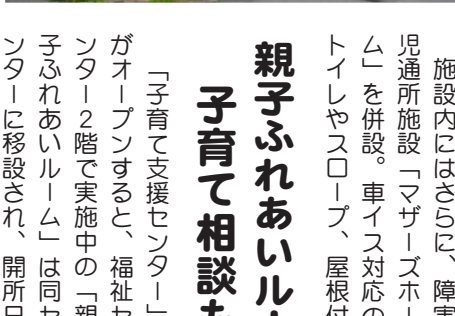 施設内にはさらに、障害
児通所施設「マザーズホー
ム」を併設。車イス対応の
トイレやスロープ、屋根付
親子ふれあいル
子育て相談
「子育て支援センター」
がオープンすると、福祉セ
ンター２階で実施中の「親
子ふれあいルーム」は同セ
ンターに移設され、開所日